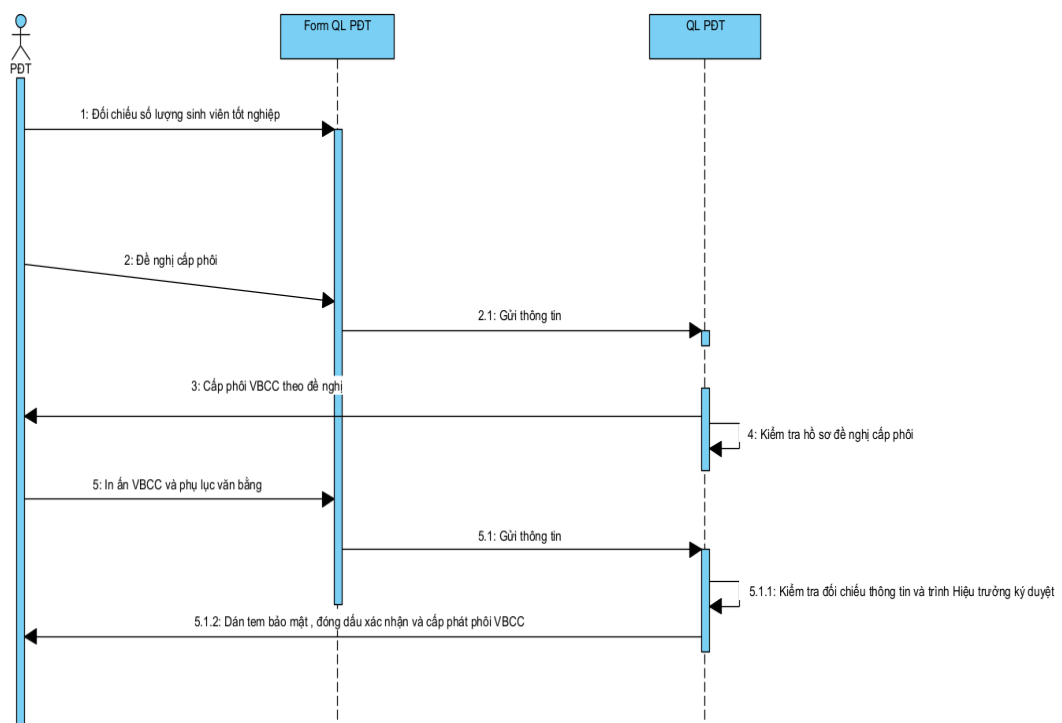 Form QL PĐT
QL PĐT
PĐT
1: Đối chiếu số lượng sinh viên tốt nghiệp
2: Đề nghị cấp phôi
2.1: Gửi thông tin
3: Cấp phôi VBCC theo đề nghị
4: Kiểm tra hồ sơ đề nghị cấp phôi
5: In ấn VBCC và phụ lục văn bằng
5.1: Gửi thông tin
5.1.1: Kiểm tra đối chiếu thông tin và trình Hiệu trưởng ký duyệt
5.1.2: Dán tem bảo mật , đóng dấu xác nhận và cấp phát phôi VBCC